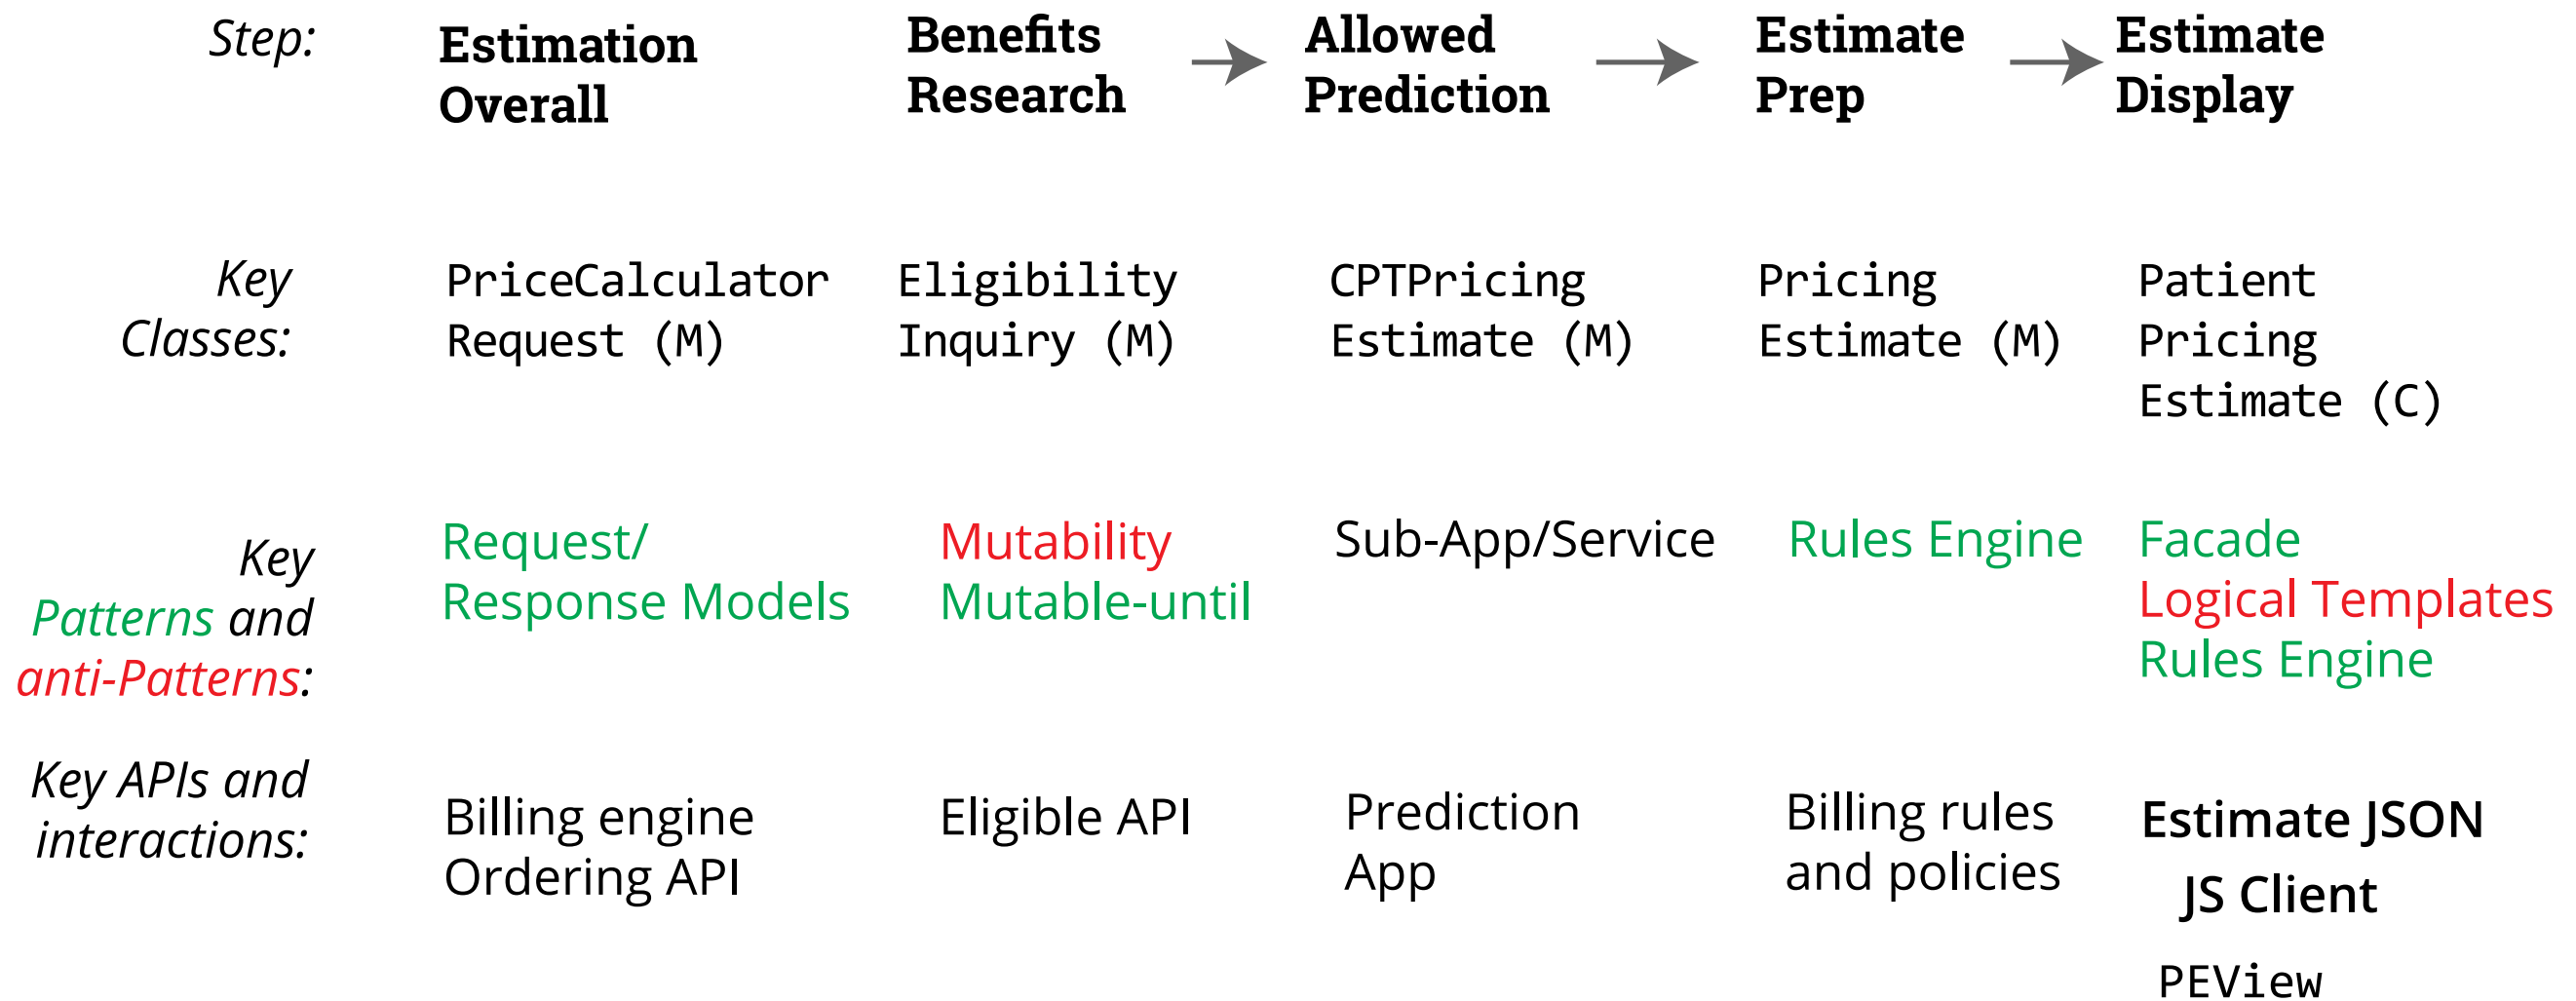 Step:
Estimation
Overall
Benefits
Research
Allowed
Prediction
Estimate
Prep
Estimate
Display
Key
Classes:
PriceCalculator
Request (M)
Eligibility
Inquiry (M)
CPTPricing
Estimate (M)
Pricing
Estimate (M)
Patient
Pricing
Estimate (C)
Key
Patterns and
anti-Patterns:
Request/
Response Models
Mutability
Mutable-until
Sub-App/Service
Rules Engine
Facade
Logical Templates
Rules Engine
Key APIs and
interactions:
Billing engine
Ordering API
Eligible API
Prediction
App
Billing rules
and policies
Estimate JSON
JS Client
PEView